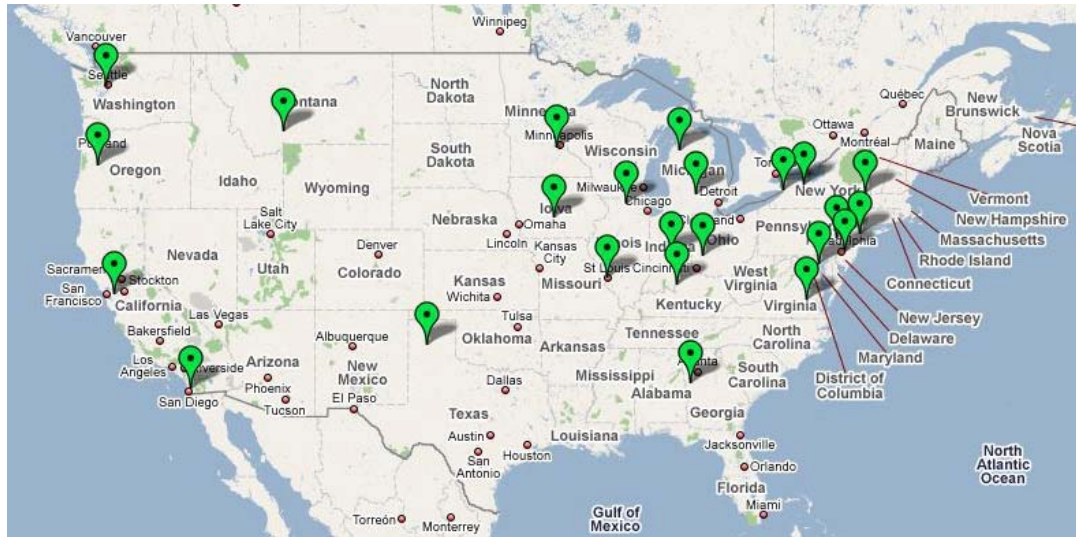 Winnipeg
Vancouver
Seattle
Washington
North
Dakota
Minneapolis
Wisconsin
Québec
Ottawa
Montréal
Maine
New
Brunswick
Nova
Scotia
Oregon
Idaho
Wyoming
South
Dakota
Michigan
Milwaukee
Detroit
Chicago
New York
Vermont
New Hampshire
Massachusetts
Rhode Island
Connecticut
New Jersey
Delaware
Maryland
District of
Columbia
Nebraska
Omaha
Lincoln
Iowa
Salt
Lake City
Nevada
Utah
Denver
Colorado
Kansas
City
Kansas
Wichita
Missouri
St Louis
Ohio
West
Virginia
Virginia
Kentucky
Stockton
San
Francisco
California
Las Vegas
Bakersfield
Los
Angeles
San Diego
Arizona
Phoenix
Tucson
Albuquerque
New
Mexico
El Paso
Tulsa
Oklahoma
Arkansas
Tennessee
North
Carolina
South
Carolina
Mississippi
Alabama
Georgia
Dallas
Texas
Austin
San
Antonio
Houston
Louisiana
Jacksonville
Orlando
Florida
Miami
Torreón
Monterrey
Gulf of
Mexico
North
Atlantic
Ocean